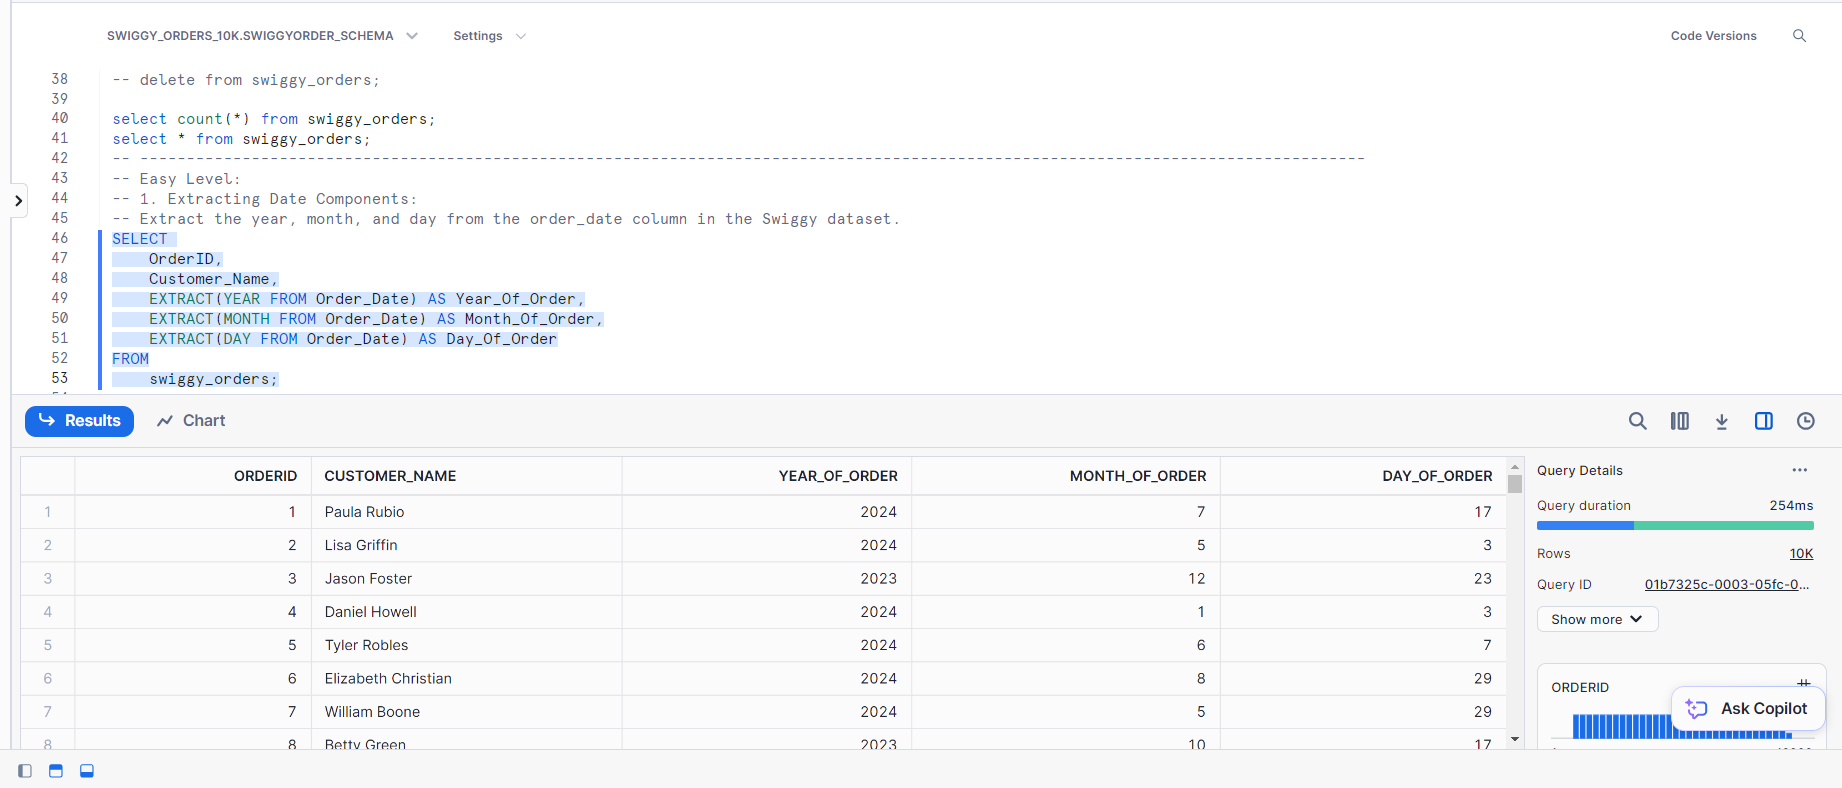 SWIGGY_ORDERS_10K.SWIGGYORDER_SCHEMA Settings Code Versions
38 -- delete from swiggy_orders;
39
40 select count(*) from swiggy_orders;
41 select * from swiggy_orders;
42 -- ------------------------------------------------------------------------------------------------------------------------------------
43 -- Easy Level:
44 -- 1. Extracting Date Components:
45 -- Extract the year, month, and day from the order_date column in the Swiggy dataset.
46 SELECT
47 OrderID,
48 Customer_Name,
49 EXTRACT(YEAR FROM Order_Date) AS Year_Of_Order,
50 EXTRACT(MONTH FROM Order_Date) AS Month_Of_Order,
51 EXTRACT(DAY FROM Order_Date) AS Day_Of_Order
52 FROM
53 swiggy_orders;
Results Chart
ORDERID CUSTOMER_NAME YEAR_OF_ORDER MONTH_OF_ORDER DAY_OF_ORDER
1 1 Paula Rubio 2024 7 17
2 2 Lisa Griffin 2024 5 3
3 3 Jason Foster 2023 12 23
4 4 Daniel Howell 2024 1 3
5 5 Tyler Robles 2024 6 7
6 6 Elizabeth Christian 2024 8 29
7 7 William Boone 2024 5 29
8 8 Betty Green 2023 10 17
Query Details ...
Query duration 254ms
Rows 10K
Query ID 01b7325c-0003-05fc-0...
Show more
ORDERID #
Ask Copilot